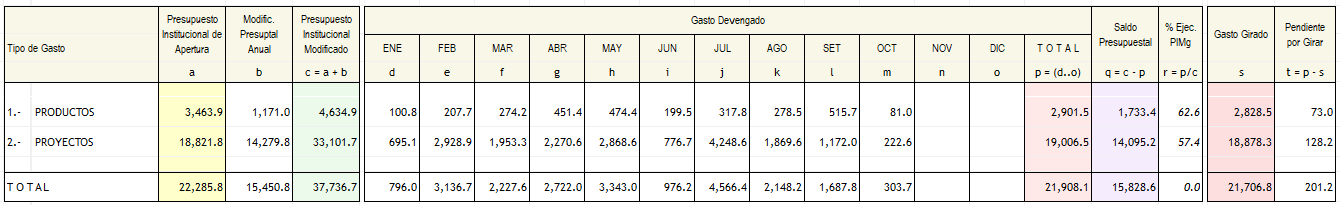 Tipo de Gasto Presupuesto Institucional de Apertura a Modific. Presuptal Anual b Presupuesto Institucional Modificado c = a + b Gasto Devengado Saldo Presupuestal q = c - p % Ejec. PIMg r = p/c Gasto Girado s Pendiente por Girar t = p - s
ENE FEB MAR ABR MAY JUN JUL AGO SET OCT NOV DIC T O T A L
d e f g h i j k l m n o p = (d..o)
1.- PRODUCTOS 3,463.9 1,171.0 4,634.9 100.8 207.7 274.2 451.4 474.4 199.5 317.8 278.5 515.7 81.0 2,901.5 1,733.4 62.6 2,828.5 73.0
2.- PROYECTOS 18,821.8 14,279.8 33,101.7 695.1 2,928.9 1,953.3 2,270.6 2,868.6 776.7 4,248.6 1,869.6 1,172.0 222.6 19,006.5 14,095.2 57.4 18,878.3 128.2
T O T A L 22,285.8 15,450.8 37,736.7 796.0 3,136.7 2,227.6 2,722.0 3,343.0 976.2 4,566.4 2,148.2 1,687.8 303.7 21,908.1 15,828.6 0.0 21,706.8 201.2